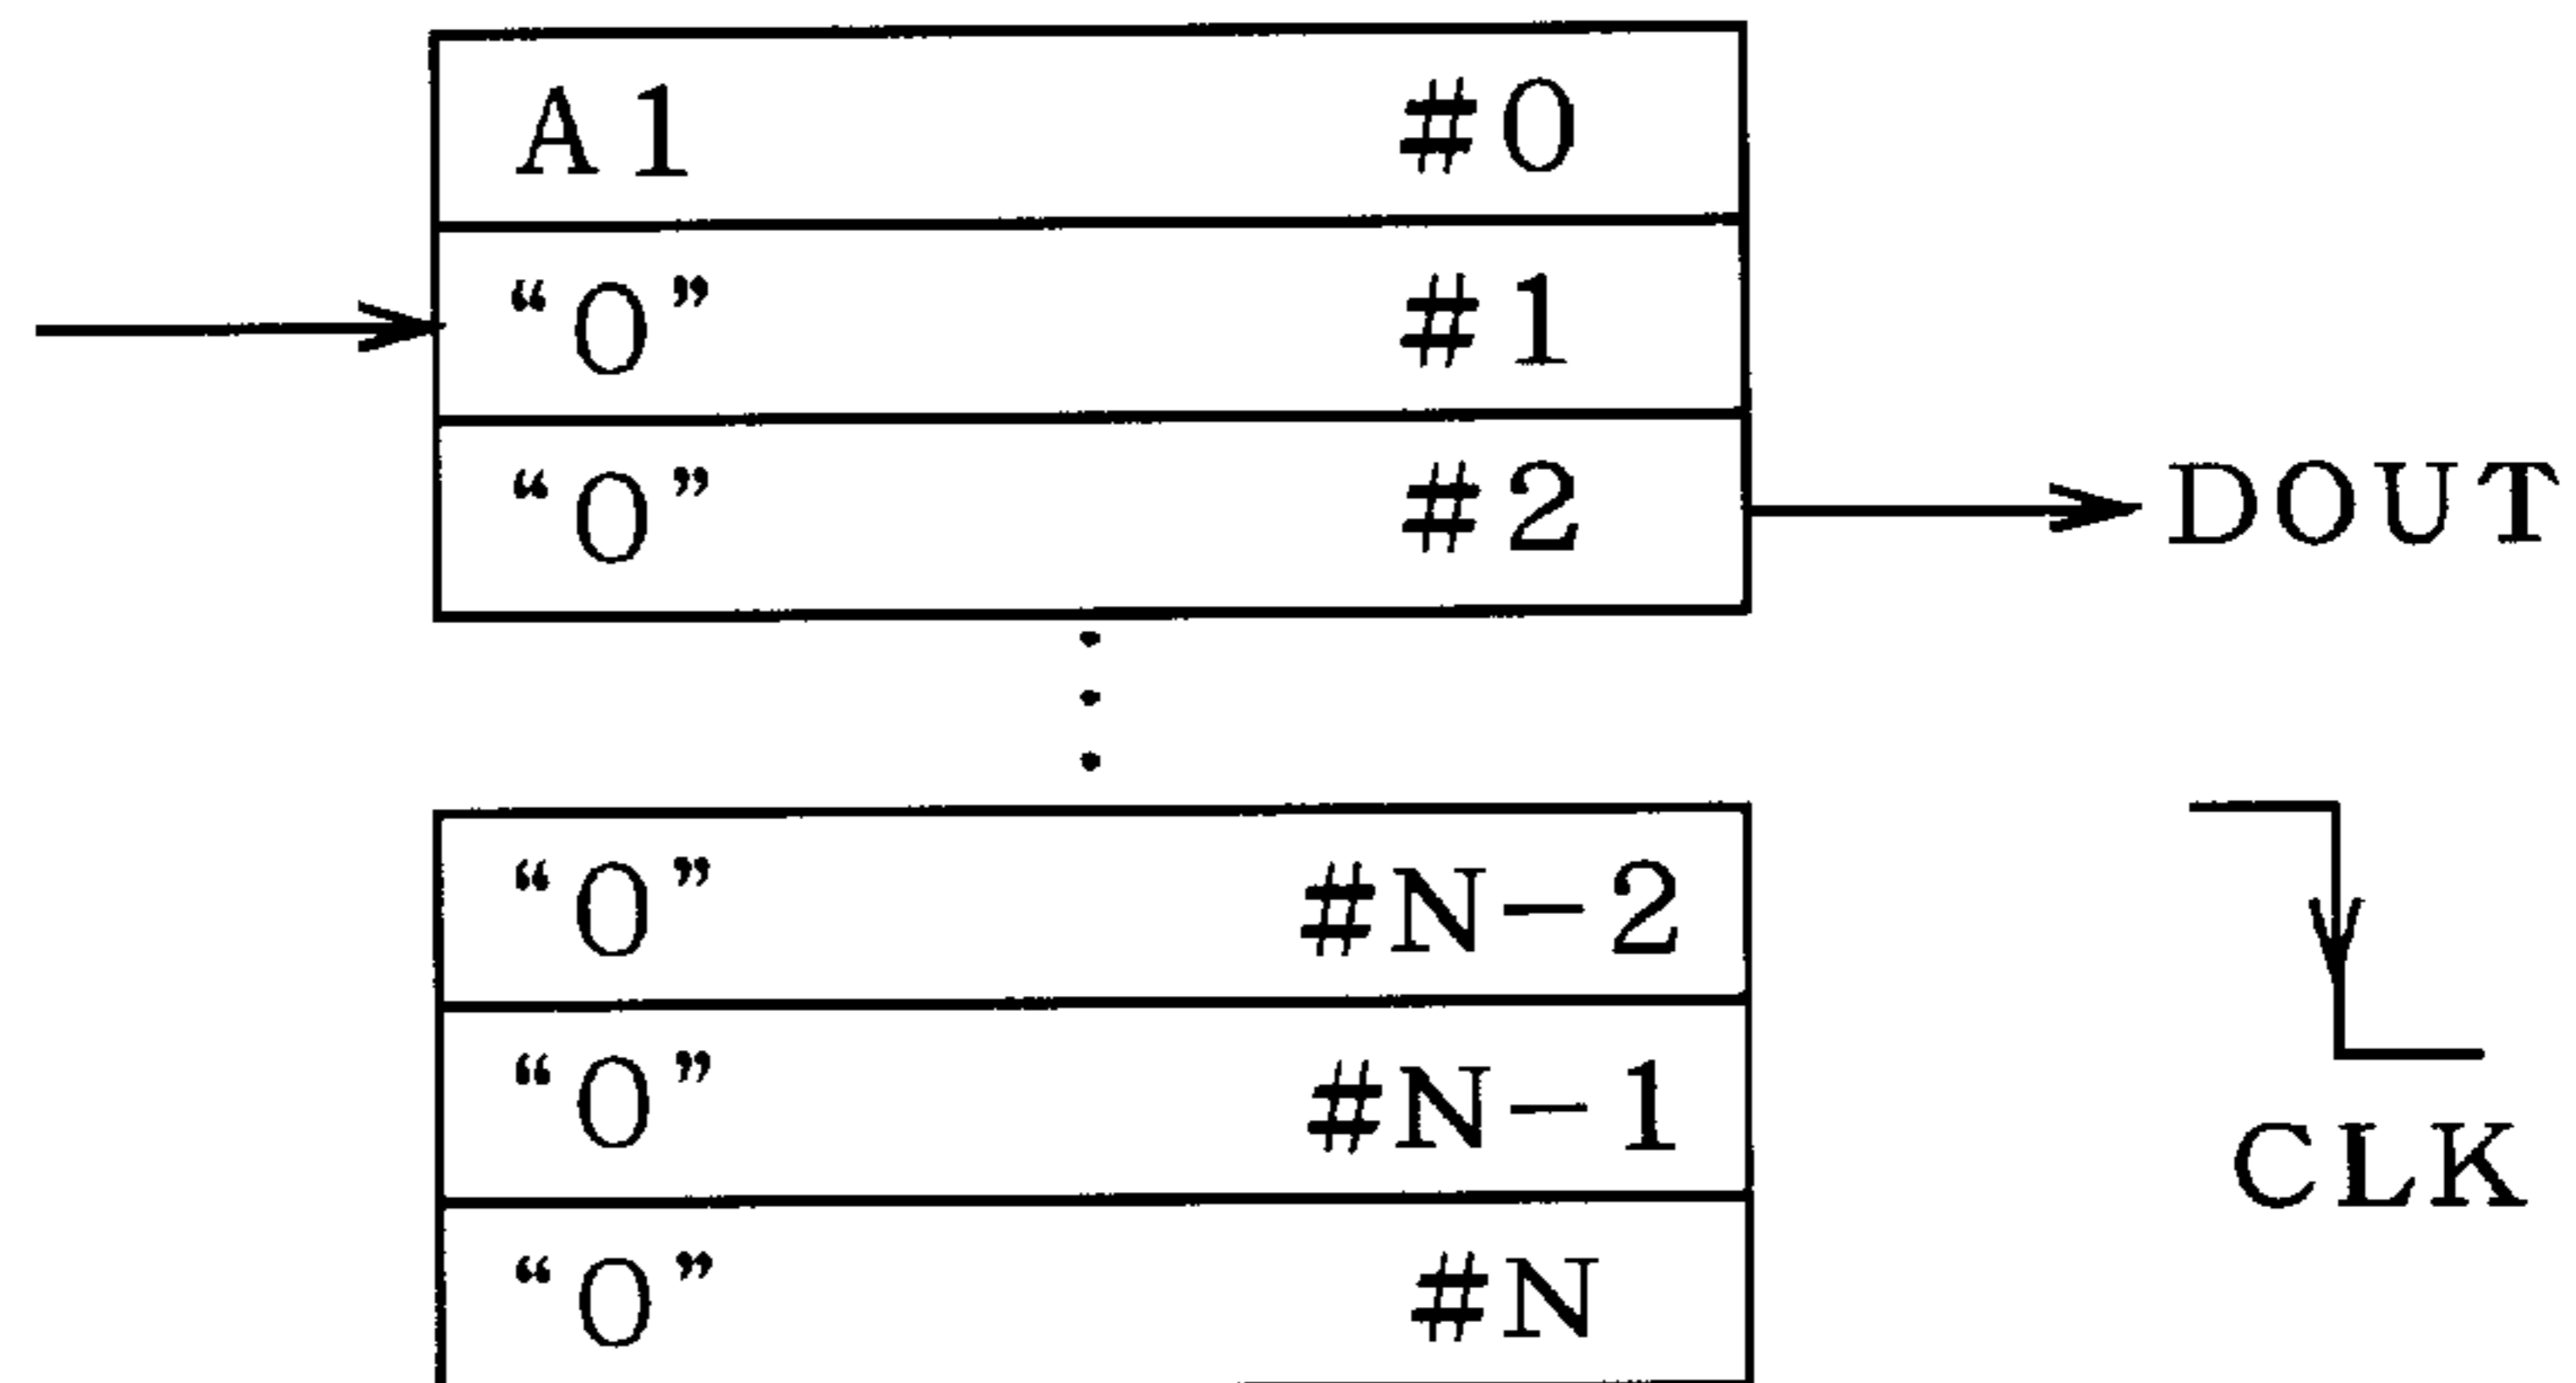 A1 #0
“0” #1
“0” #2
DOUT
“0” #N-2
“0” #N-1
CLK
“0” #N